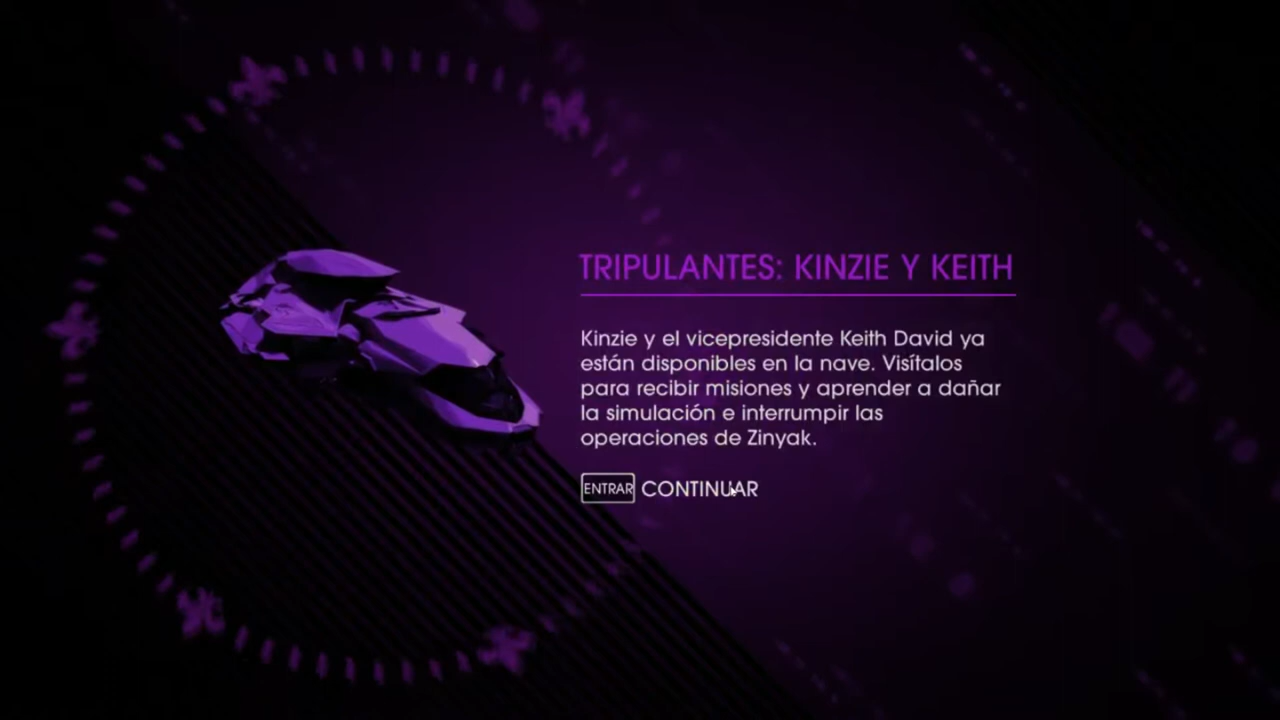 TRIPULANTES: KINZIE Y KEITH
Kinzie y el vicepresidente Keith David ya
están disponibles en la nave. Visítalos
para recibir misiones y aprender a dañar
la simulación e interrumpir las
operaciones de Zinyak.
ENTRAR CONTINUAR